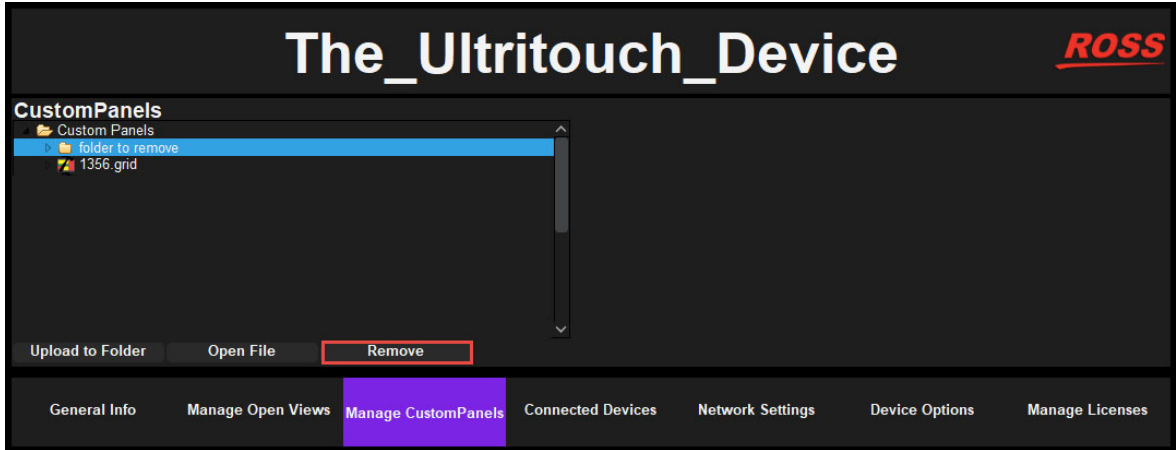 The_Ultritouch_Device
ROSS
CustomPanels
Custom Panels
folder to remove
1356.grid
Upload to Folder Open File Remove
General Info Manage Open Views Manage CustomPanels Connected Devices Network Settings Device Options Manage Licenses